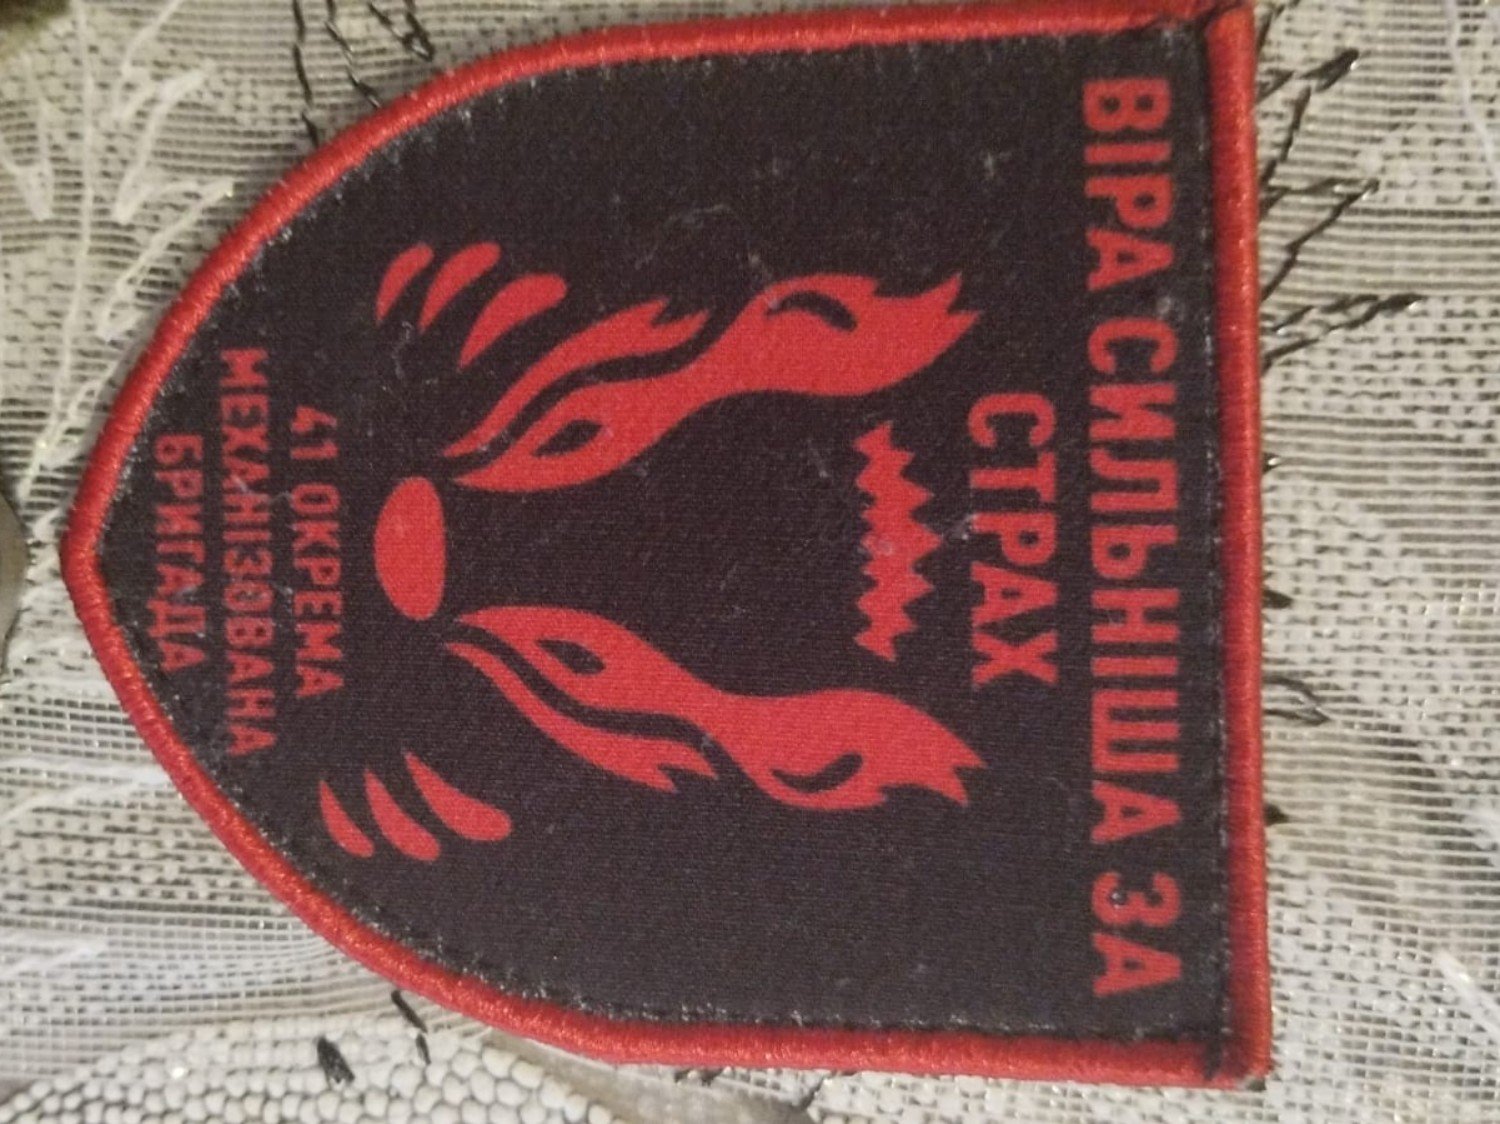 ВІРА СИЛЬНІША ЗА
СТРАХ
41 ОКРЕМА
МЕХАНІЗОВАНА
БРИГАДА